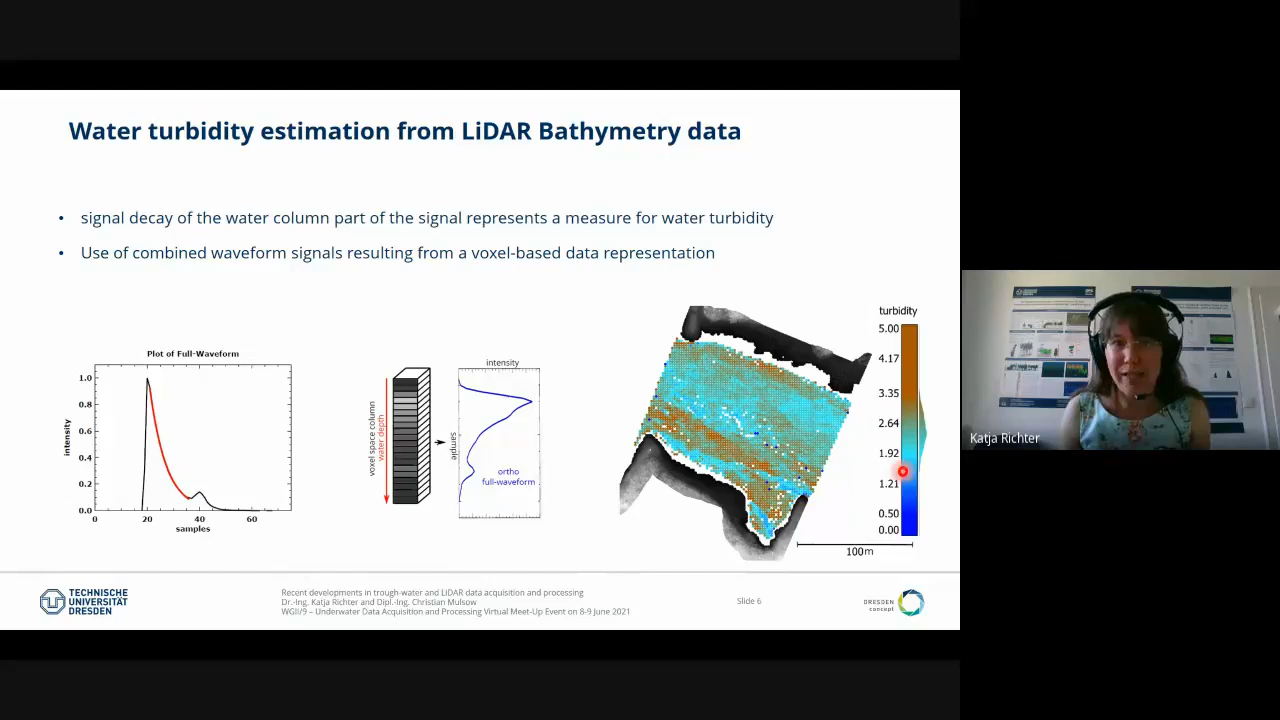 Water turbidity estimation from LiDAR Bathymetry data
• signal decay of the water column part of the signal represents a measure for water turbidity
• Use of combined waveform signals resulting from a voxel-based data representation
Plot of Full-Waveform
intensity
1.0
0.8
0.6
0.4
0.2
0.0
0 20 40 60
samples
voxel space column
water depth
intensity
sample
ortho
full-waveform
turbidity
5.00
4.17
3.35
2.64
1.92
1.21
0.50
0.00
100m
Katja Richter
TECHNISCHE
UNIVERSITÄT
DRESDEN
Recent developments in trough-water and LiDAR data acquisition and processing
Dr.-Ing. Katja Richter and Dipl.-Ing. Christian Mulsow
WGII/9 – Underwater Data Acquisition and Processing Virtual Meet-Up Event on 8-9 June 2021
Slide 6
DRESDEN
concept